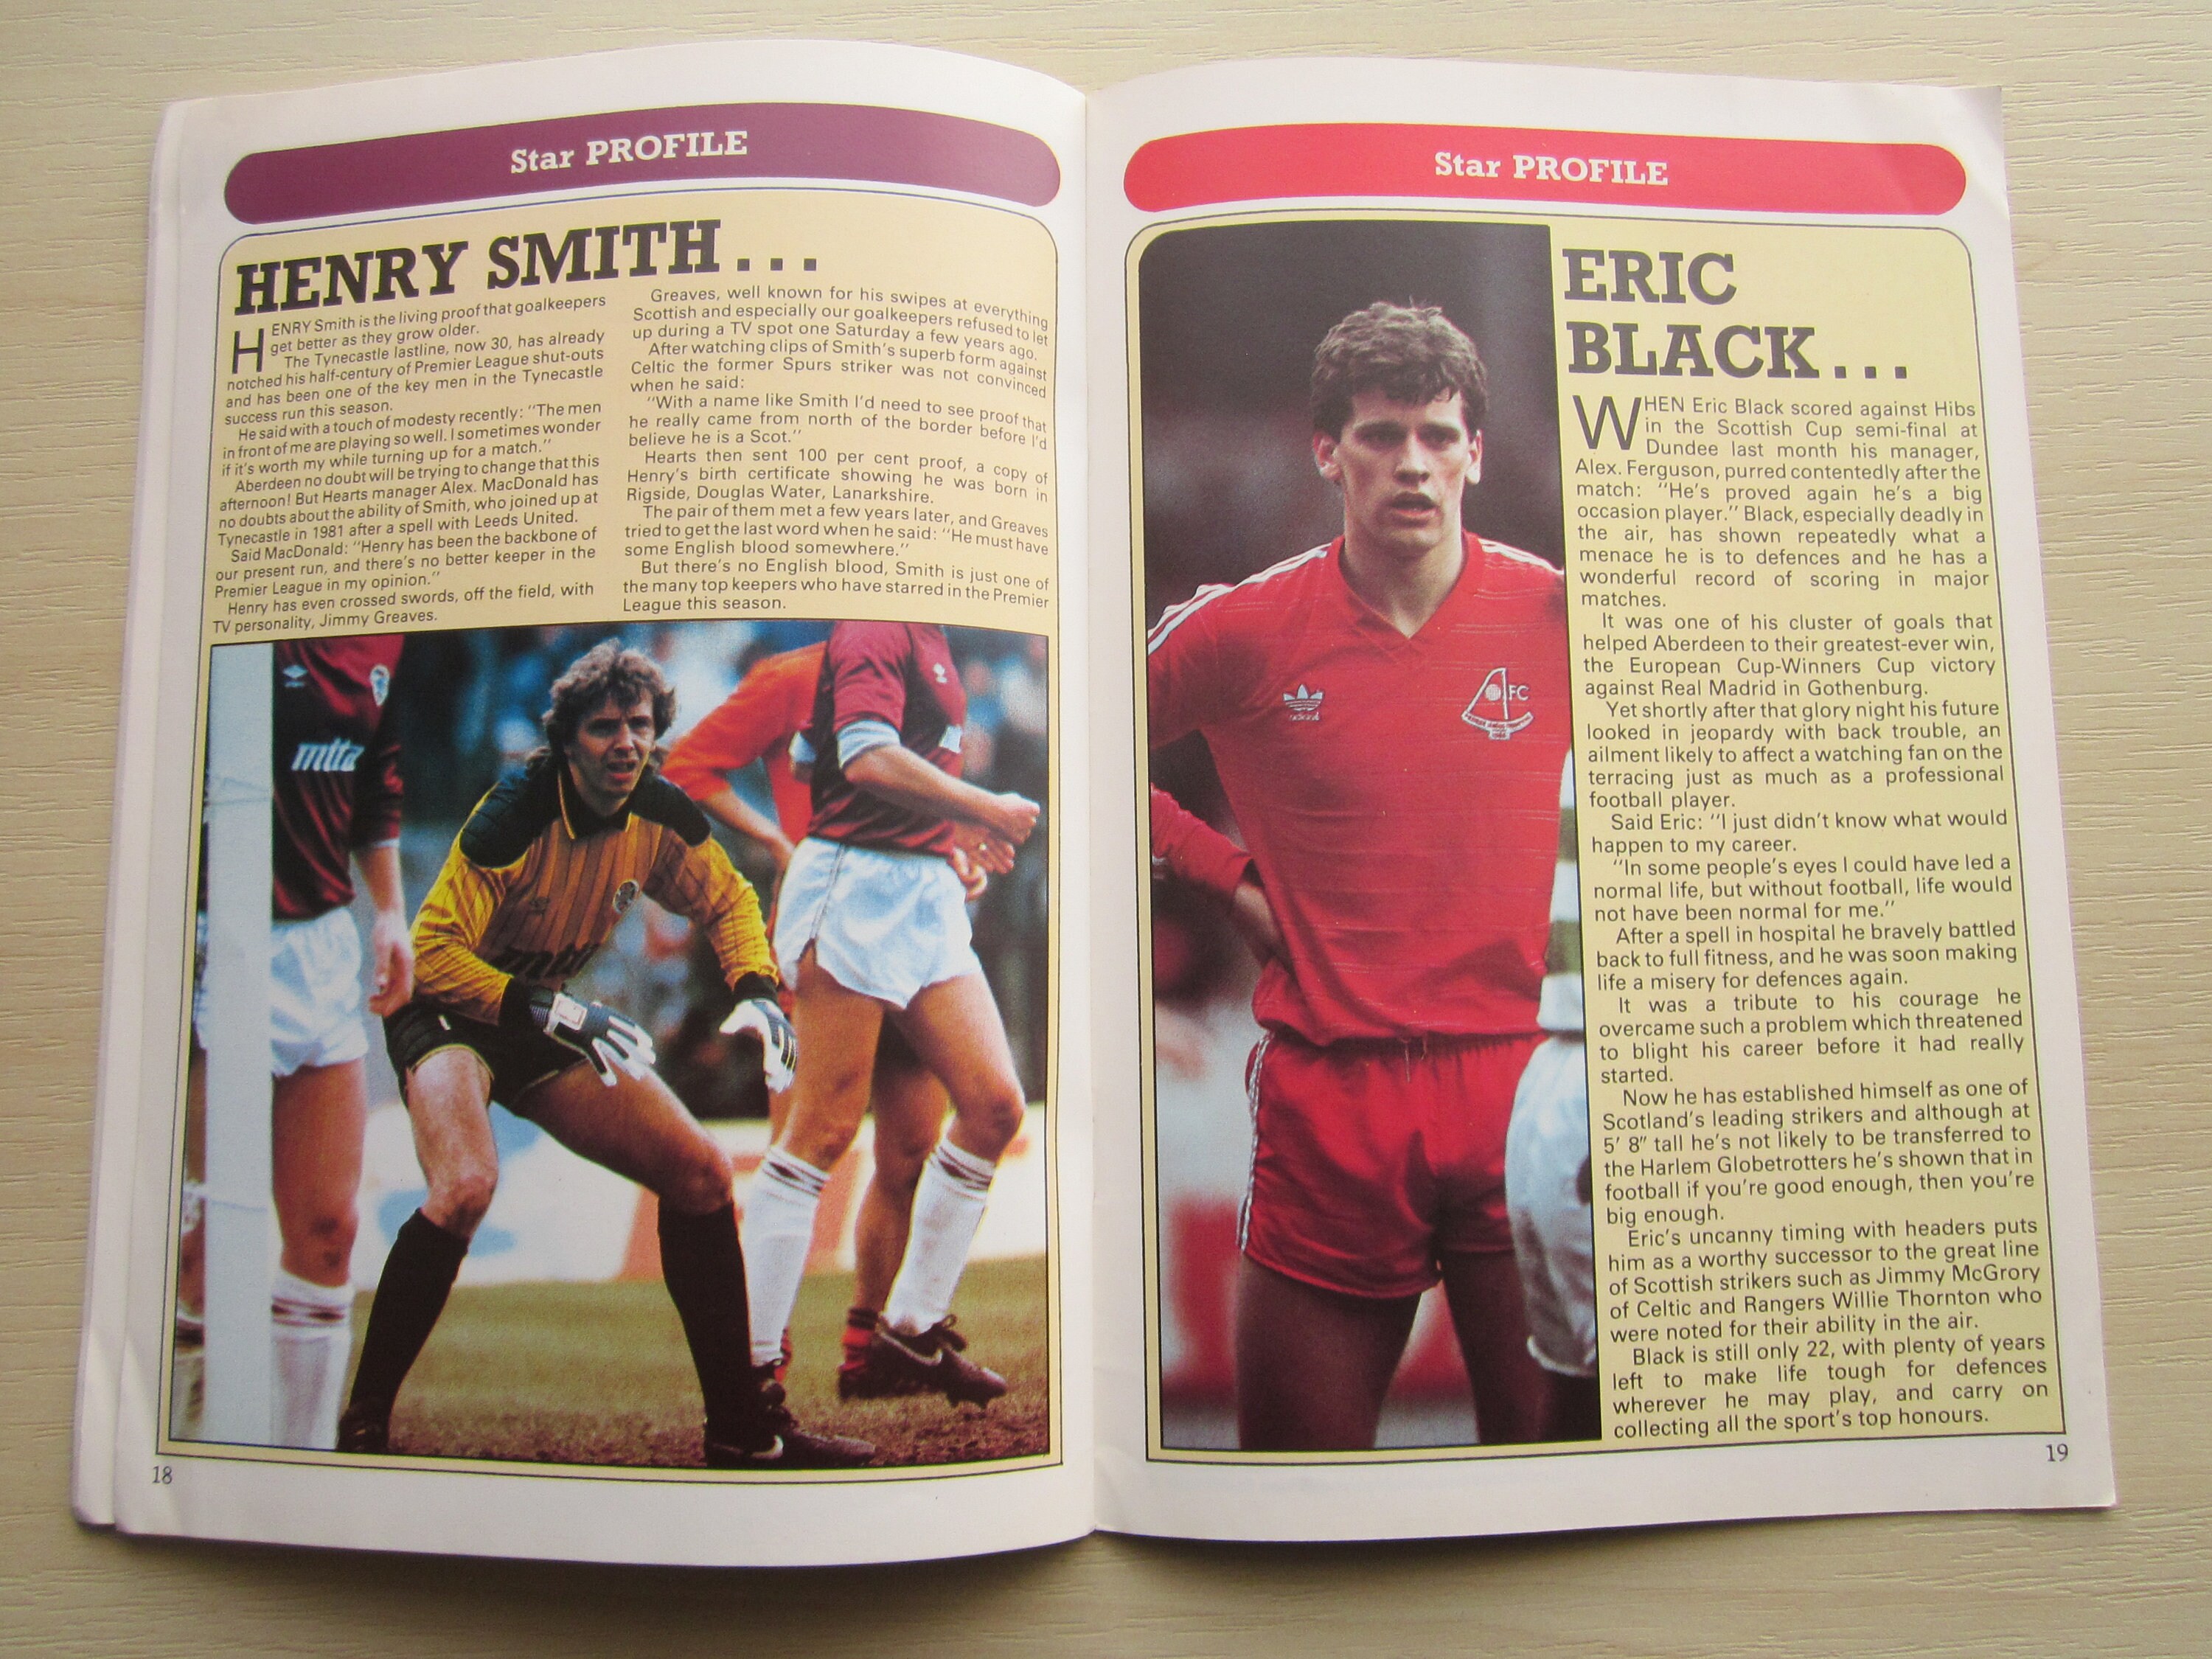 Star PROFILE
HENRY SMITH...
HENRY Smith is the living proof that goalkeepers
get better as they grow older.
The Tynecastle lastline, now 30, has already
notched his half-century of Premier League shut-outs
and has been one of the key men in the Tynecastle
success run this season.
He said with a touch of modesty recently: "The men
in front of me are playing so well. I sometimes wonder
if it's worth my while turning up for a match."
Aberdeen no doubt will be trying to change that this
afternoon! But Hearts manager Alex. MacDonald has
no doubts about the ability of Smith, who joined up at
Tynecastle in 1981 after a spell with Leeds United.
Said MacDonald: "Henry has been the backbone of
our present run, and there's no better keeper in the
Premier League in my opinion."
Henry has even crossed swords, off the field, with
TV personality, Jimmy Greaves.
Greaves, well known for his swipes at everything
Scottish and especially our goalkeepers refused to let
up during a TV spot one Saturday a few years ago.
After watching clips of Smith's superb form against
Celtic the former Spurs striker was not convinced
when he said:
"With a name like Smith I'd need to see proof that
he really came from north of the border before I'd
believe he is a Scot."
Hearts then sent 100 per cent proof, a copy of
Henry's birth certificate showing he was born in
Rigside, Douglas Water, Lanarkshire.
The pair of them met a few years later, and Greaves
tried to get the last word when he said: "He must have
some English blood somewhere."
But there's no English blood, Smith is just one of
the many top keepers who have starred in the Premier
League this season.
mita
18
Star PROFILE
ERIC
BLACK...
WHEN Eric Black scored against Hibs
in the Scottish Cup semi-final at
Dundee last month his manager,
Alex. Ferguson, purred contentedly after the
match: "He's proved again he's a big
occasion player." Black, especially deadly in
the air, has shown repeatedly what a
menace he is to defences and he has a
wonderful record of scoring in major
matches.
It was one of his cluster of goals that
helped Aberdeen to their greatest-ever win,
the European Cup-Winners Cup victory
against Real Madrid in Gothenburg.
Yet shortly after that glory night his future
looked in jeopardy with back trouble, an
ailment likely to affect a watching fan on the
terracing just as much as a professional
football player.
Said Eric: "I just didn't know what would
happen to my career.
"In some people's eyes I could have led a
normal life, but without football, life would
not have been normal for me."
After a spell in hospital he bravely battled
back to full fitness, and he was soon making
life a misery for defences again.
It was a tribute to his courage he
overcame such a problem which threatened
to blight his career before it had really
started.
Now he has established himself as one of
Scotland's leading strikers and although at
5' 8" tall he's not likely to be transferred to
the Harlem Globetrotters he's shown that in
football if you're good enough, then you're
big enough.
Eric's uncanny timing with headers puts
him as a worthy successor to the great line
of Scottish strikers such as Jimmy McGrory
of Celtic and Rangers Willie Thornton who
were noted for their ability in the air.
Black is still only 22, with plenty of years
left to make life tough for defences
wherever he may play, and carry on
collecting all the sport's top honours.
adidas
FC
19